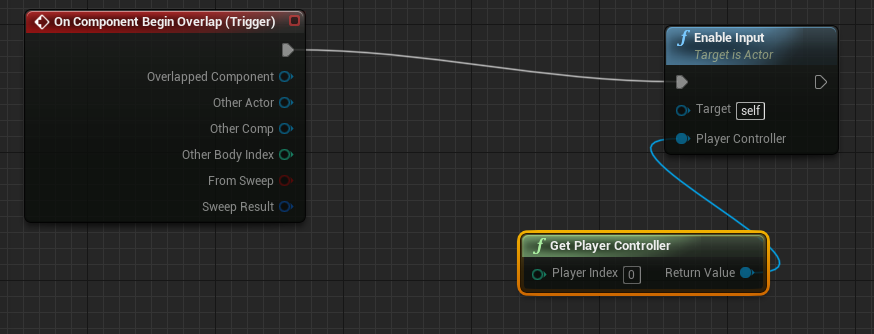 On Component Begin Overlap (Trigger)
Overlapped Component
Other Actor
Other Comp
Other Body Index
From Sweep
Sweep Result
f Enable Input
Target is Actor
Target self
Player Controller
f Get Player Controller
Player Index 0 Return Value